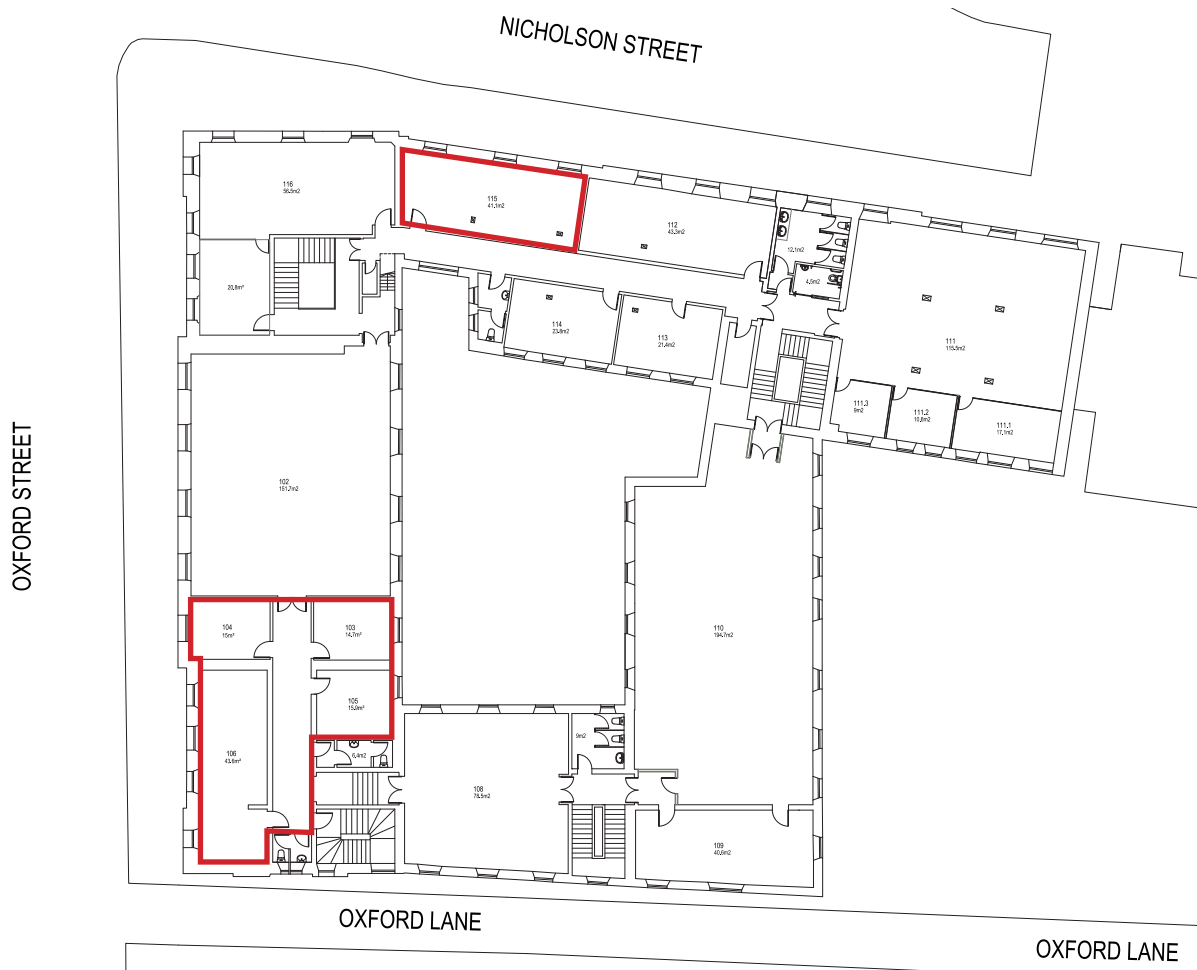 NICHOLSON STREET
116
56.5m2
115
41.1m2
112
43.3m2
12.1m2
4.5m2
20.8m²
114
23.8m2
113
21.4m2
111
115.5m2
111.3
9m2
111.2
10.8m2
111.1
17.1m2
OXFORD STREET
102
151.7m2
104
15m²
103
14.7m²
105
15.9m²
110
194.7m2
106
43.6m²
6.4m2
9m2
108
78.5m2
109
40.6m2
OXFORD LANE
OXFORD LANE